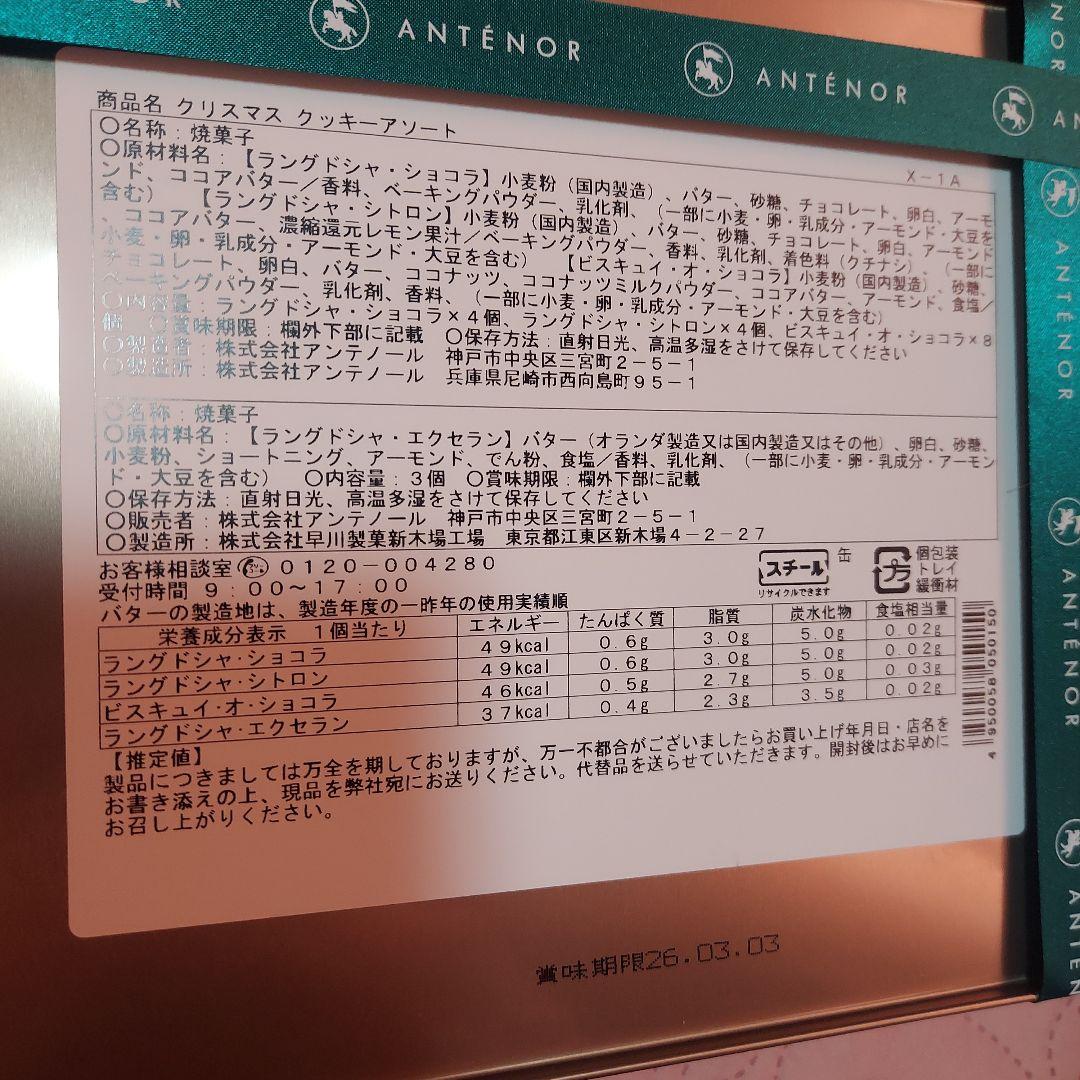 ANTÉNOR
ANTÉNOR
商品名 クリスマス クッキーアソート
X-1A
○名称:焼菓子
○原材料名:【ラングドシャ・ショコラ】小麦粉(国内製造)、バター、砂糖、チョコレート、卵白、アーモ
ンド、ココアバター/香料、ベーキングパウダー、乳化剤、(一部に小麦・卵・乳成分・アーモンド・大豆を
含む) 【ラングドシャ・シトロン】小麦粉(国内製造)、バター、砂糖、チョコレート、卵白、アーモンド
、ココアバター、濃縮還元レモン果汁/ベーキングパウダー、香料、乳化剤、着色料(クチナシ)、(一部に
小麦・卵・乳成分・アーモンド・大豆を含む) 【ビスキュイ・オ・ショコラ】小麦粉(国内製造)、砂糖、
チョコレート、卵白、バター、ココナッツ、ココナッツミルクパウダー、ココアバター、アーモンド、食塩/
ベーキングパウダー、乳化剤、香料、(一部に小麦・卵・乳成分・アーモンド・大豆を含む)
○内容量:ラングドシャ・ショコラ×4個、ラングドシャ・シトロン×4個、ビスキュイ・オ・ショコラ×8
個 ○賞味期限:欄外下部に記載 ○保存方法:直射日光、高温多湿をさけて保存してください
○製造者:株式会社アンテノール 神戸市中央区三宮町2-5-1
○製造所:株式会社アンテノール 兵庫県尼崎市西向島町95-1
○名称:焼菓子
○原材料名:【ラングドシャ・エクセラン】バター(オランダ製造又は国内製造又はその他)、卵白、砂糖、
小麦粉、ショートニング、アーモンド、でん粉、食塩/香料、乳化剤、(一部に小麦・卵・乳成分・アーモン
ド・大豆を含む) ○内容量:3個 ○賞味期限:欄外下部に記載
○保存方法:直射日光、高温多湿をさけて保存してください
○販売者:株式会社アンテノール 神戸市中央区三宮町2-5-1
○製造所:株式会社早川製菓新木場工場 東京都江東区新木場4-2-27
お客様相談室 0120-004280
受付時間 9:00~17:00
スチール 缶
リサイクルできます
プラ 個包装
トレイ
緩衝材
バターの製造地は、製造年度の一昨年の使用実績順
栄養成分表示 1個当たり エネルギー たんぱく質 脂質 炭水化物 食塩相当量
ラングドシャ・ショコラ 49kcal 0.6g 3.0g 5.0g 0.02g
ラングドシャ・シトロン 49kcal 0.6g 3.0g 5.0g 0.02g
ビスキュイ・オ・ショコラ 46kcal 0.5g 2.7g 5.0g 0.03g
ラングドシャ・エクセラン 37kcal 0.4g 2.3g 3.5g 0.02g
【推定値】
製品につきましては万全を期しておりますが、万一不都合がございましたらお買い上げ年月日・店名を
お書き添えの上、現品を弊社宛にお送りください。代替品を送らせていただきます。開封後はお早めに
お召し上がりください。
賞味期限26.03.03
ANTÉNOR
ANTÉNOR